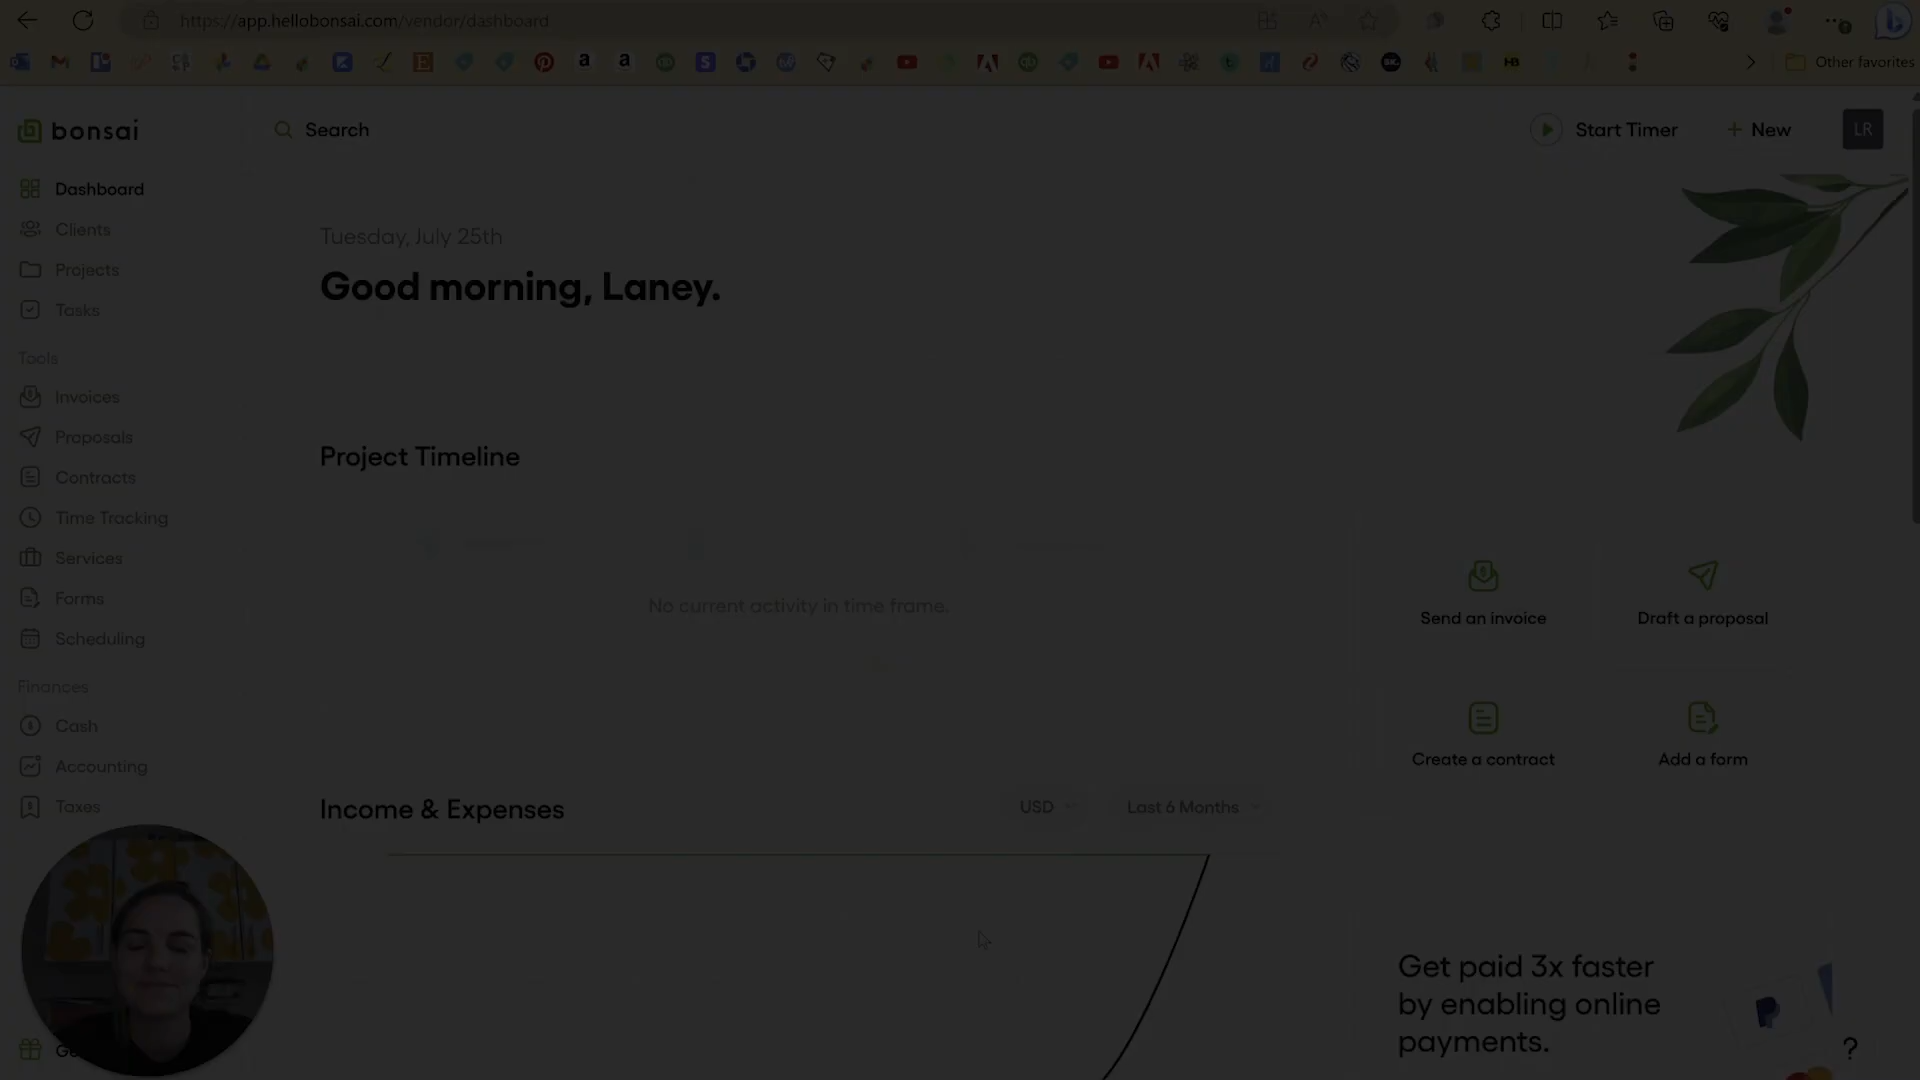 https://app.hellobonsai.com/vendor/dashboard
Other favorites
bonsai
Search
Start Timer
+ New
LR
Dashboard
Clients
Projects
Tasks
Tools
Invoices
Proposals
Contracts
Time Tracking
Services
Forms
Scheduling
Finances
Cash
Accounting
Taxes
Tuesday, July 25th
Good morning, Laney.
Project Timeline
No current activity in time frame.
Send an invoice
Draft a proposal
Create a contract
Add a form
Income & Expenses
USD
Last 6 Months
Get paid 3x faster
by enabling online
payments.
?